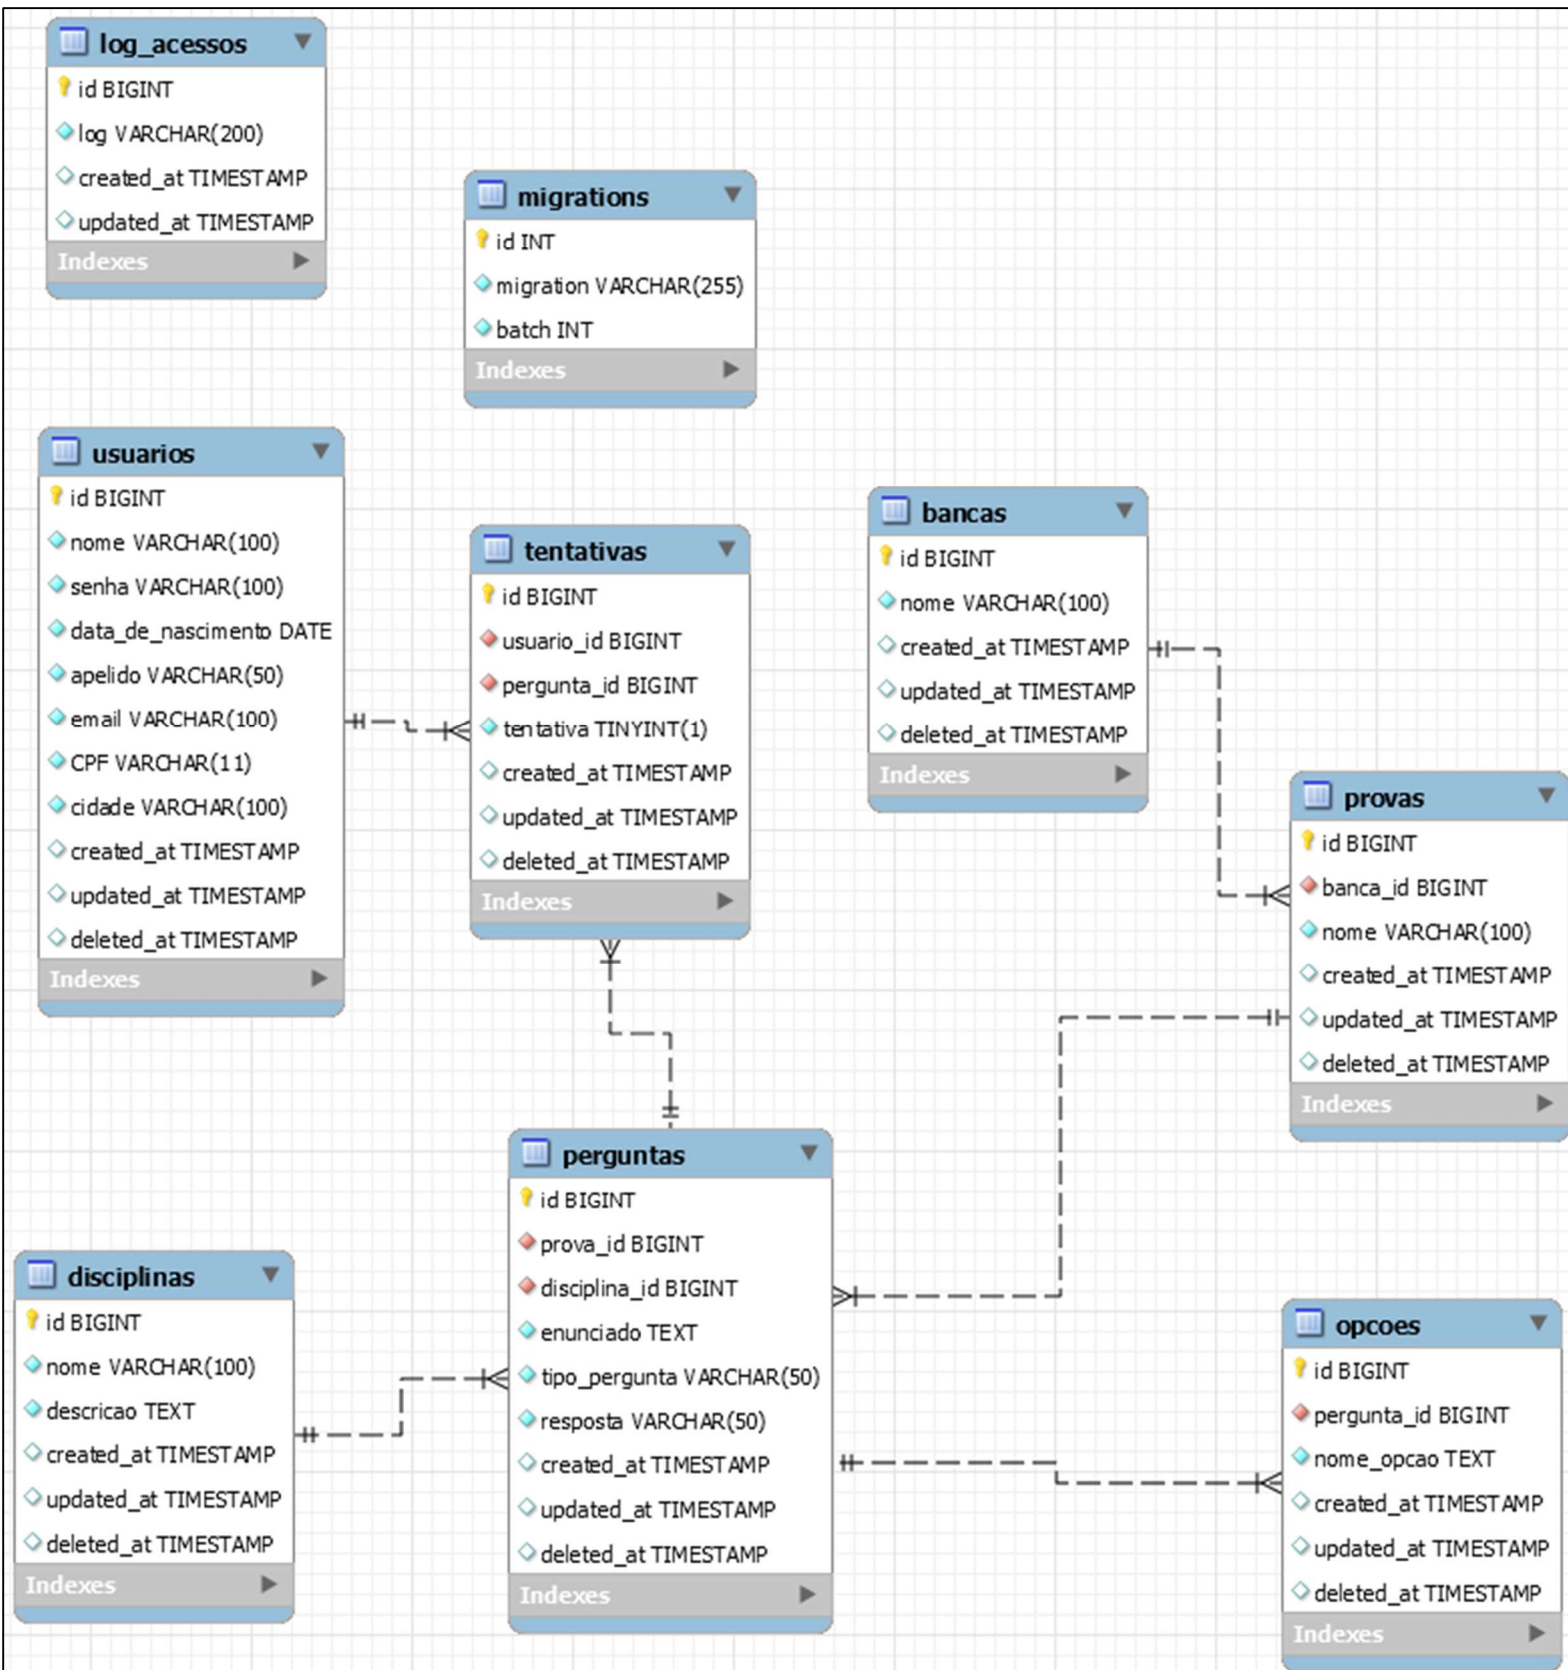 log_acessos
id BIGINT
log VARCHAR(200)
created_at TIMESTAMP
updated_at TIMESTAMP
Indexes
migrations
id INT
migration VARCHAR(255)
batch INT
Indexes
usuarios
id BIGINT
nome VARCHAR(100)
senha VARCHAR(100)
data_de_nascimento DATE
apelido VARCHAR(50)
email VARCHAR(100)
CPF VARCHAR(11)
cidade VARCHAR(100)
created_at TIMESTAMP
updated_at TIMESTAMP
deleted_at TIMESTAMP
Indexes
tentativas
id BIGINT
usuario_id BIGINT
pergunta_id BIGINT
tentativa TINYINT(1)
created_at TIMESTAMP
updated_at TIMESTAMP
deleted_at TIMESTAMP
Indexes
bancas
id BIGINT
nome VARCHAR(100)
created_at TIMESTAMP
updated_at TIMESTAMP
deleted_at TIMESTAMP
Indexes
provas
id BIGINT
banca_id BIGINT
nome VARCHAR(100)
created_at TIMESTAMP
updated_at TIMESTAMP
deleted_at TIMESTAMP
Indexes
perguntas
id BIGINT
prova_id BIGINT
disciplina_id BIGINT
enunciado TEXT
tipo_pergunta VARCHAR(50)
resposta VARCHAR(50)
created_at TIMESTAMP
updated_at TIMESTAMP
deleted_at TIMESTAMP
Indexes
disciplinas
id BIGINT
nome VARCHAR(100)
descricao TEXT
created_at TIMESTAMP
updated_at TIMESTAMP
deleted_at TIMESTAMP
Indexes
opcoes
id BIGINT
pergunta_id BIGINT
nome_opcao TEXT
created_at TIMESTAMP
updated_at TIMESTAMP
deleted_at TIMESTAMP
Indexes